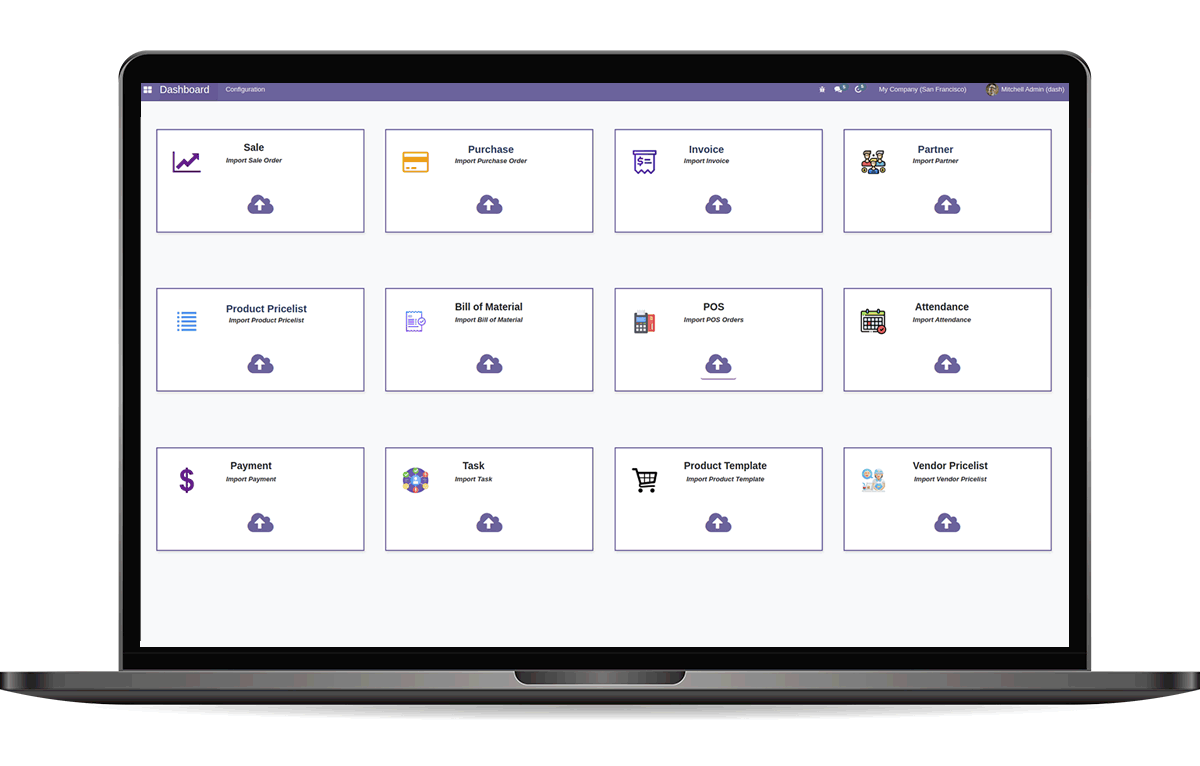 Dashboard Configuration My Company (San Francisco) Mitchell Admin (dash)
Sale
Import Sale Order
Purchase
Import Purchase Order
Invoice
Import Invoice
Partner
Import Partner
Product Pricelist
Import Product Pricelist
Bill of Material
Import Bill of Material
POS
Import POS Orders
Attendance
Import Attendance
Payment
Import Payment
Task
Import Task
Product Template
Import Product Template
Vendor Pricelist
Import Vendor Pricelist